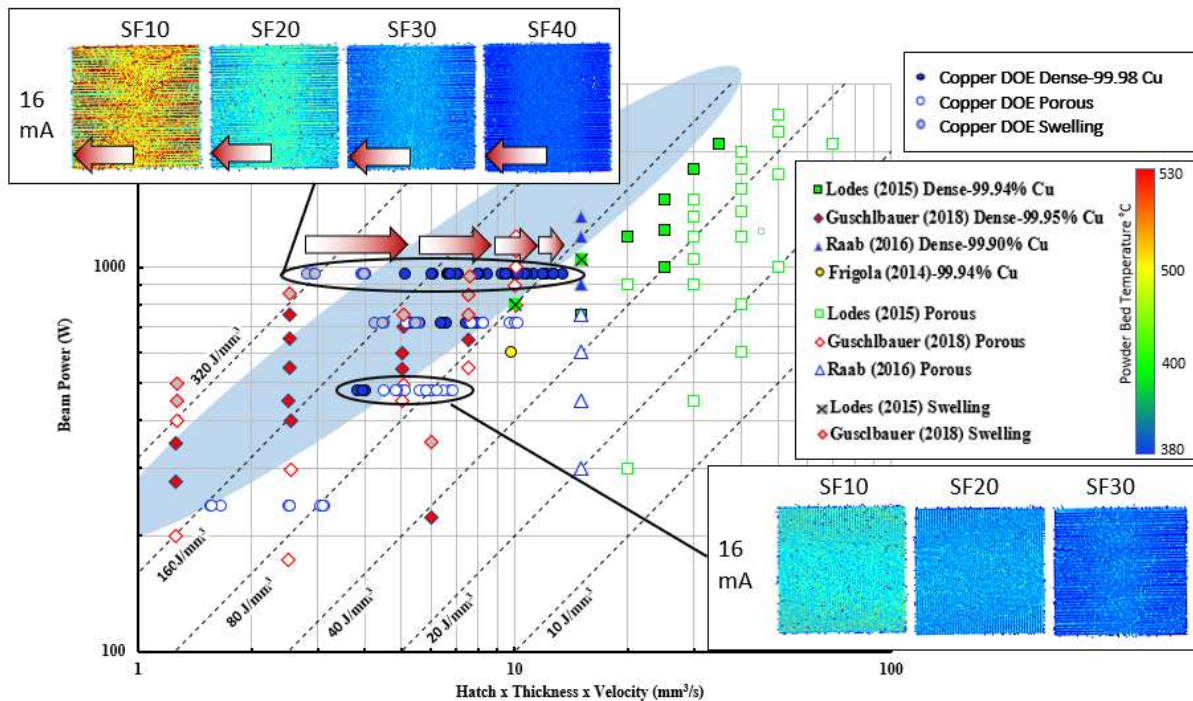 SF10 SF20 SF30 SF40
16
mA
Copper DOE Dense-99.98 Cu
Copper DOE Porous
Copper DOE Swelling
Lodes (2015) Dense-99.94% Cu
Guschlbauer (2018) Dense-99.95% Cu
Raab (2016) Dense-99.90% Cu
Frigola (2014)-99.94% Cu
Lodes (2015) Porous
Guschlbauer (2018) Porous
Raab (2016) Porous
Lodes (2015) Swelling
Gusclbauer (2018) Swelling
Powder Bed Temperature °C
530
500
400
380
Beam Power (W)
1000
100
320 J/mm³
160J/mm³
80 J/mm³
40 J/mm³
20 J/mm³
10 J/mm³
SF10 SF20 SF30
16
mA
1 10 100
Hatch x Thickness x Velocity (mm³/s)